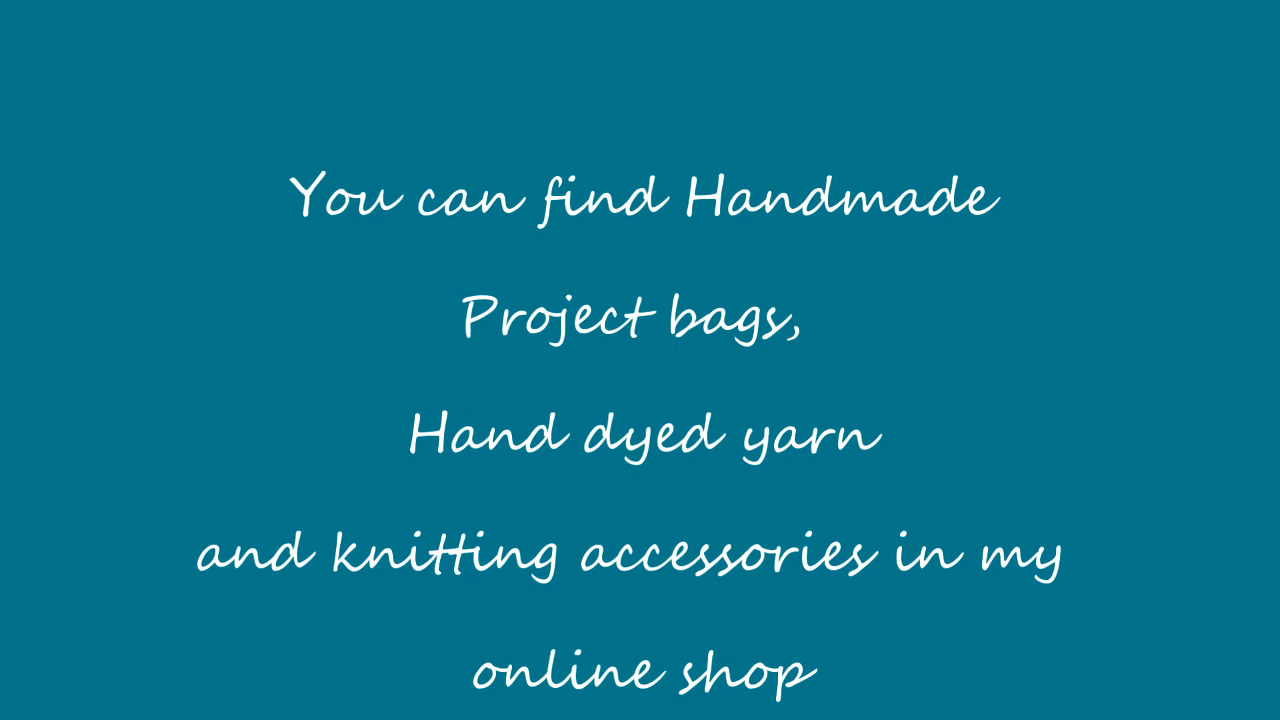 You can find Handmade
Project bags,
Hand dyed yarn
and knitting accessories in my
online shop